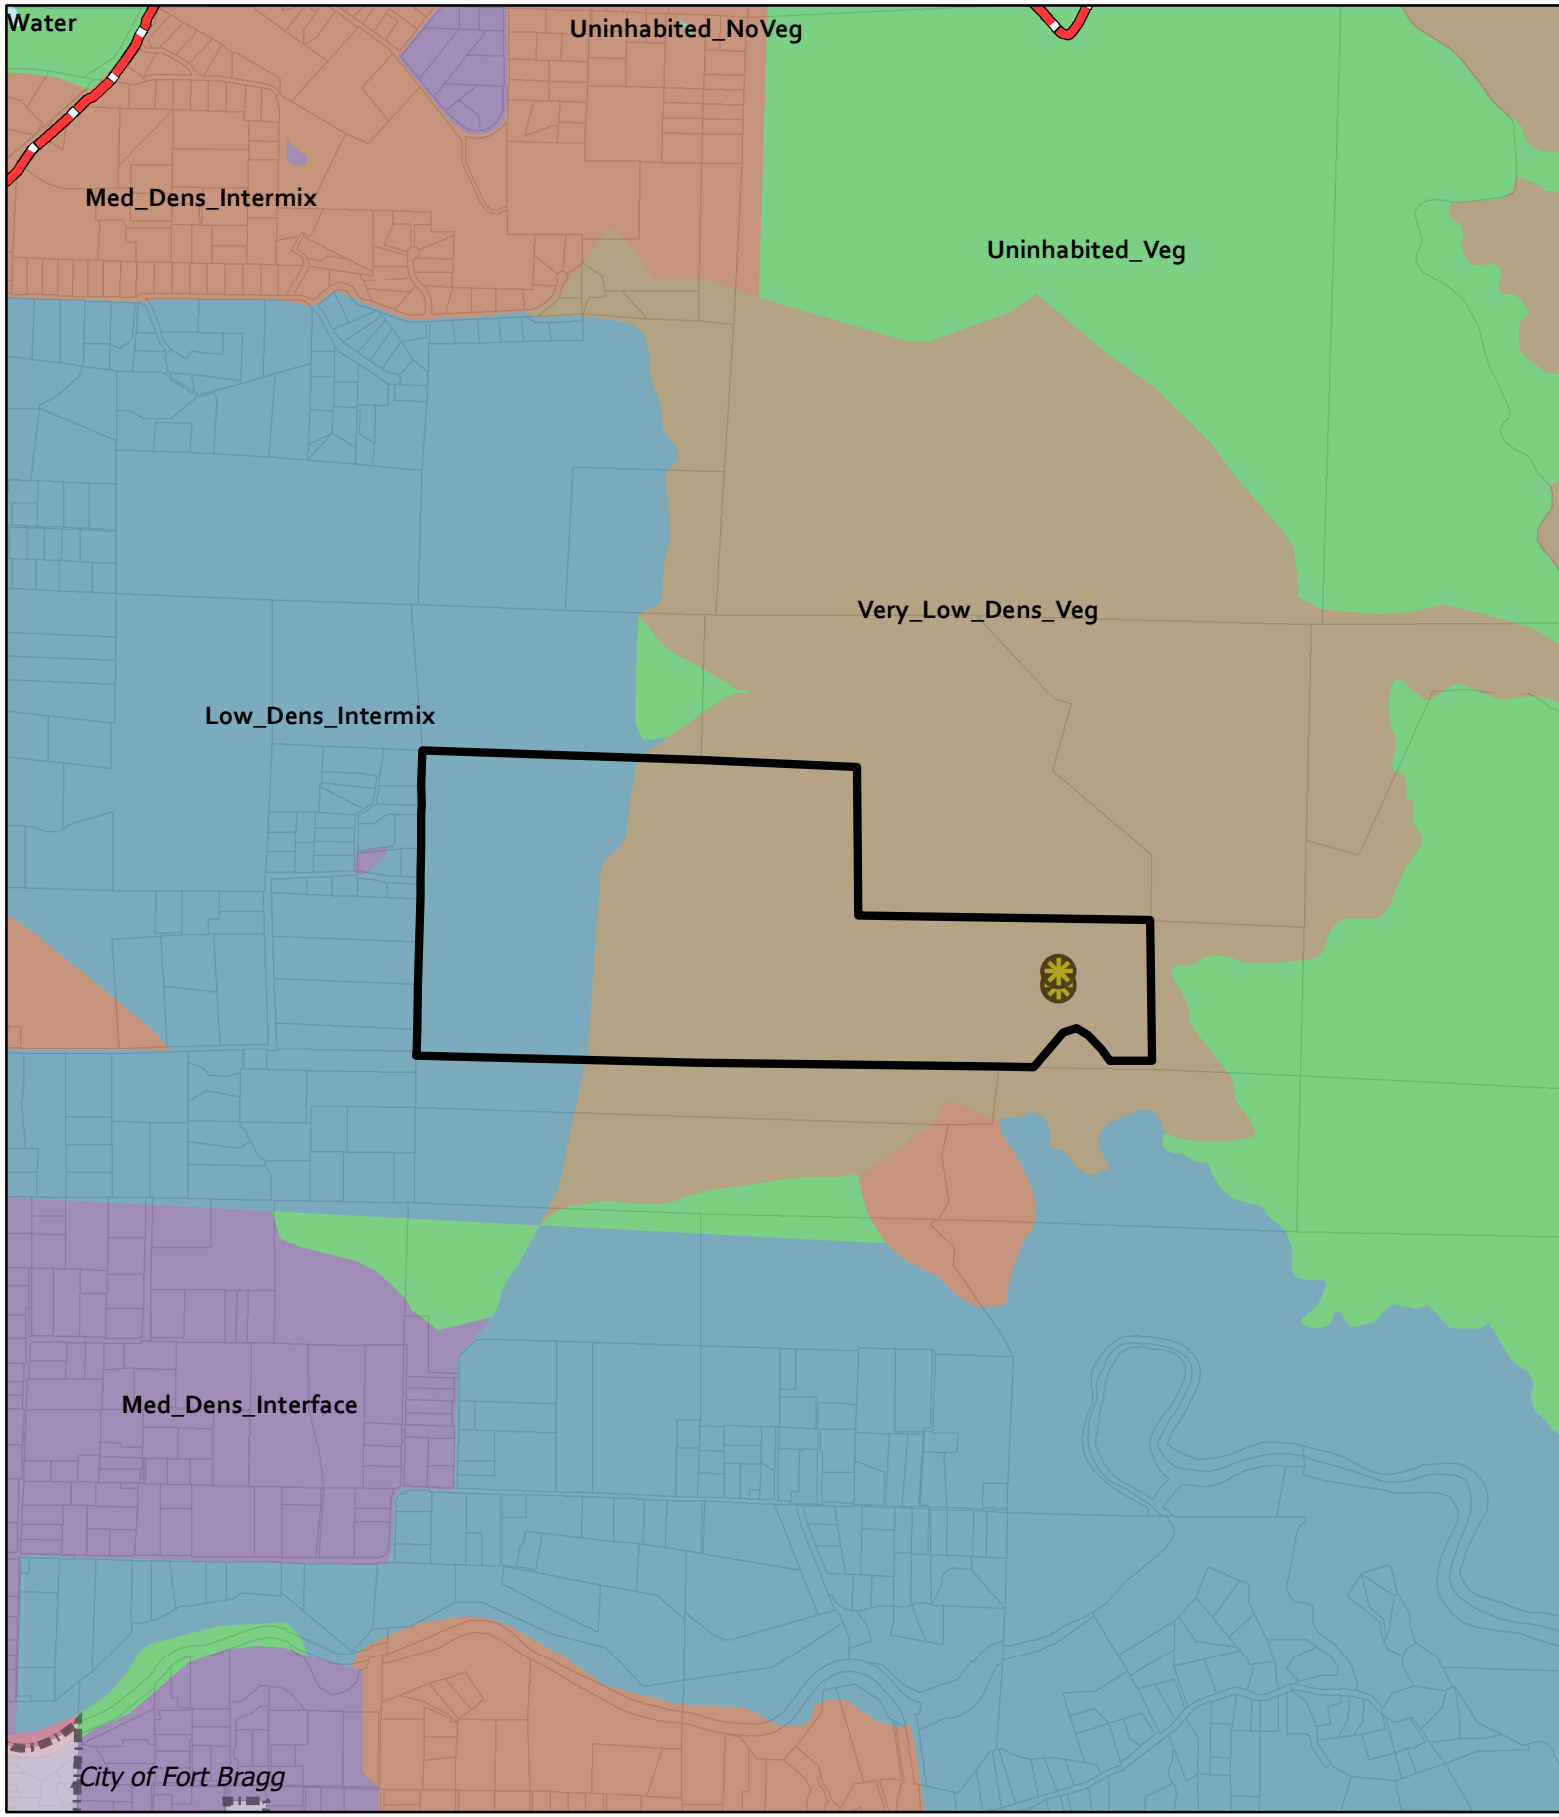 Water
Uninhabited_NoVeg
Med_Dens_Intermix
Uninhabited_Veg
Very_Low_Dens_Veg
Low_Dens_Intermix
Med_Dens_Interface
City of Fort Bragg